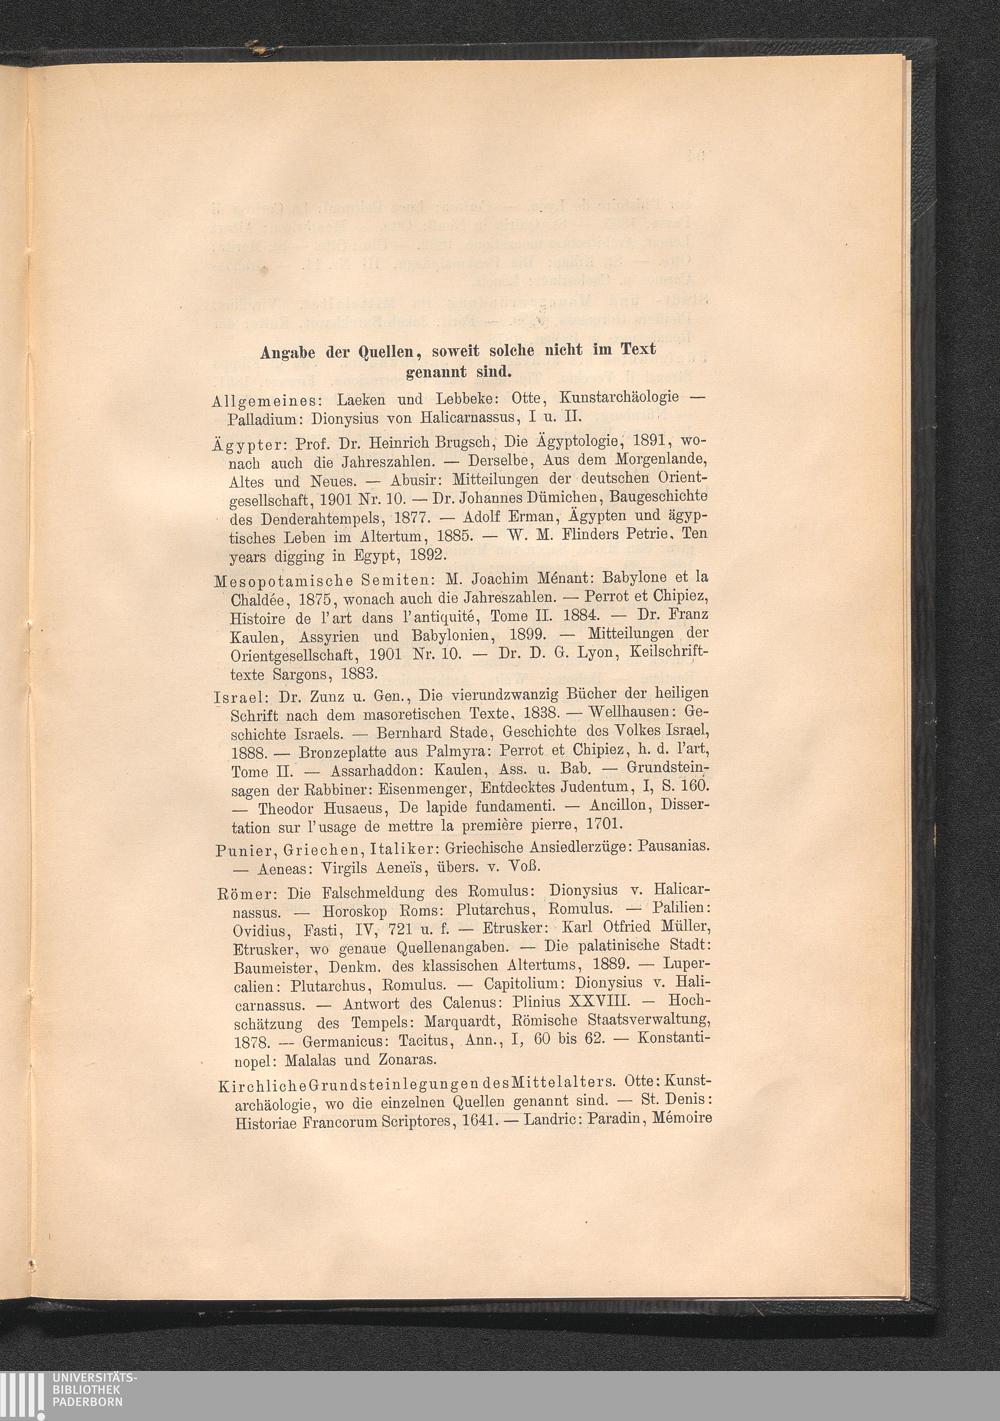 Angabe der Quellen, soweit solche nicht im Text
genannt sind.
Allgemeines: Laeken und Lebbeke: Otte, Kunstarchäologie —
Palladium: Dionysius von Halicarnassus, I u. II.
Ägypter: Prof. Dr. Heinrich Brugsch, Die Ägyptologie, 1891, wo-
nach auch die Jahreszahlen. — Derselbe, Aus dem Morgenlande,
Altes und Neues. — Abusir: Mitteilungen der deutschen Orient-
gesellschaft, 1901 Nr. 10. — Dr. Johannes Dümichen, Baugeschichte
des Denderahtempels, 1877. — Adolf Erman, Ägypten und ägyp-
tisches Leben im Altertum, 1885. — W. M. Flinders Petrie, Ten
years digging in Egypt, 1892.
Mesopotamische Semiten: M. Joachim Ménant: Babylone et la
Chaldée, 1875, wonach auch die Jahreszahlen. — Perrot et Chipiez,
Histoire de l'art dans l'antiquité, Tome II. 1884. — Dr. Franz
Kaulen, Assyrien und Babylonien, 1899. — Mitteilungen der
Orientgesellschaft, 1901 Nr. 10. — Dr. D. G. Lyon, Keilschrift-
texte Sargons, 1883.
Israel: Dr. Zunz u. Gen., Die vierundzwanzig Bücher der heiligen
Schrift nach dem masoretischen Texte, 1838. — Wellhausen: Ge-
schichte Israels. — Bernhard Stade, Geschichte des Volkes Israel,
1888. — Bronzeplatte aus Palmyra: Perrot et Chipiez, h. d. l'art,
Tome II. — Assarhaddon: Kaulen, Ass. u. Bab. — Grundstein-
sagen der Rabbiner: Eisenmenger, Entdecktes Judentum, I, S. 160.
— Theodor Husaeus, De lapide fundamenti. — Ancillon, Disser-
tation sur l'usage de mettre la première pierre, 1701.
Punier, Griechen, Italiker: Griechische Ansiedlerzüge: Pausanias.
— Aeneas: Virgils Aeneïs, übers. v. Voß.
Römer: Die Falschmeldung des Romulus: Dionysius v. Halicar-
nassus. — Horoskop Roms: Plutarchus, Romulus. — Palilien:
Ovidius, Fasti, IV, 721 u. f. — Etrusker: Karl Otfried Müller,
Etrusker, wo genaue Quellenangaben. — Die palatinische Stadt:
Baumeister, Denkm. des klassischen Altertums, 1889. — Luper-
calien: Plutarchus, Romulus. — Capitolium: Dionysius v. Hali-
carnassus. — Antwort des Calenus: Plinius XXVIII. — Hoch-
schätzung des Tempels: Marquardt, Römische Staatsverwaltung,
1878. — Germanicus: Tacitus, Ann., I, 60 bis 62. — Konstanti-
nopel: Malalas und Zonaras.
Kirchliche Grundsteinlegungen des Mittelalters. Otte: Kunst-
archäologie, wo die einzelnen Quellen genannt sind. — St. Denis:
Historiae Francorum Scriptores, 1641. — Landric: Paradin, Mémoire
UNIVERSITÄTS-
BIBLIOTHEK
PADERBORN